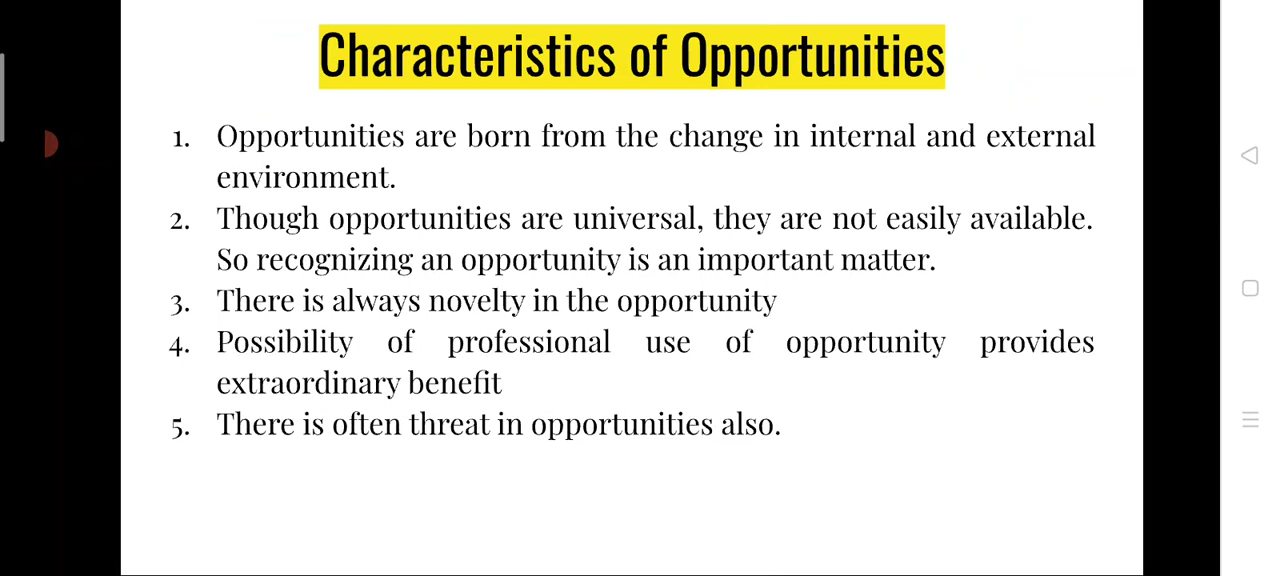 Characteristics of Opportunities
1. Opportunities are born from the change in internal and external
environment.
2. Though opportunities are universal, they are not easily available.
So recognizing an opportunity is an important matter.
3. There is always novelty in the opportunity
4. Possibility of professional use of opportunity provides
extraordinary benefit
5. There is often threat in opportunities also.